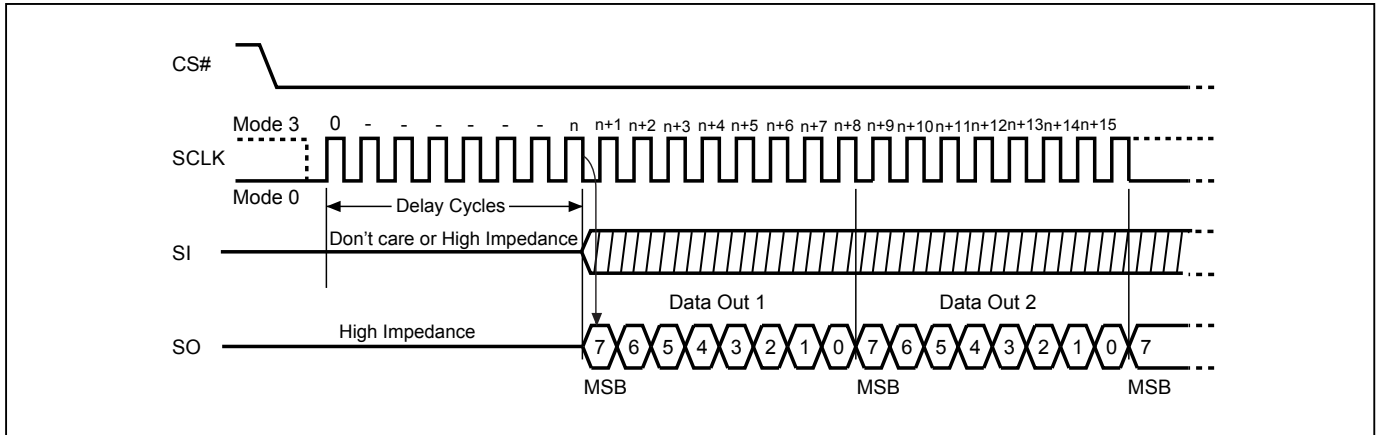 CS#
Mode 3
0 - - - - - - n n+1 n+2 n+3 n+4 n+5 n+6 n+7 n+8 n+9 n+10 n+11 n+12 n+13 n+14 n+15
SCLK
Mode 0
Delay Cycles
Don't care or High Impedance
SI
Data Out 1 Data Out 2
High Impedance
SO
7 6 5 4 3 2 1 0 7 6 5 4 3 2 1 0 7
MSB MSB MSB